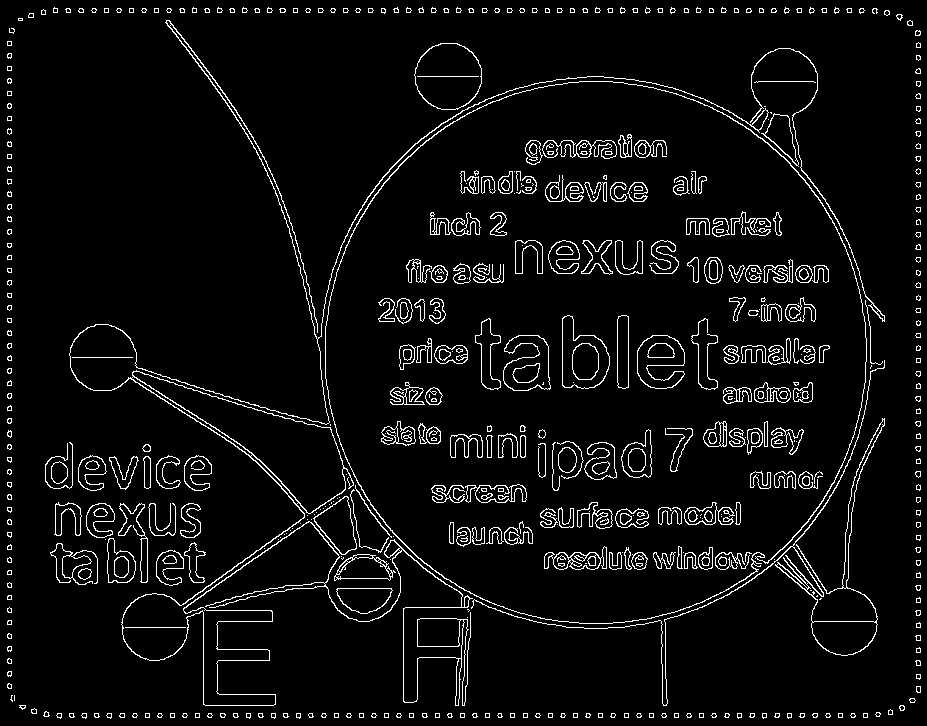 generation
kindle device air
inch 2 market
nexus
fire asu 10 version
2013 7-inch
tablet
price smaller
size android
slate mini ipad 7 display
screen rumor
launch surface model
resolute windows
device
nexus
tablet
E A